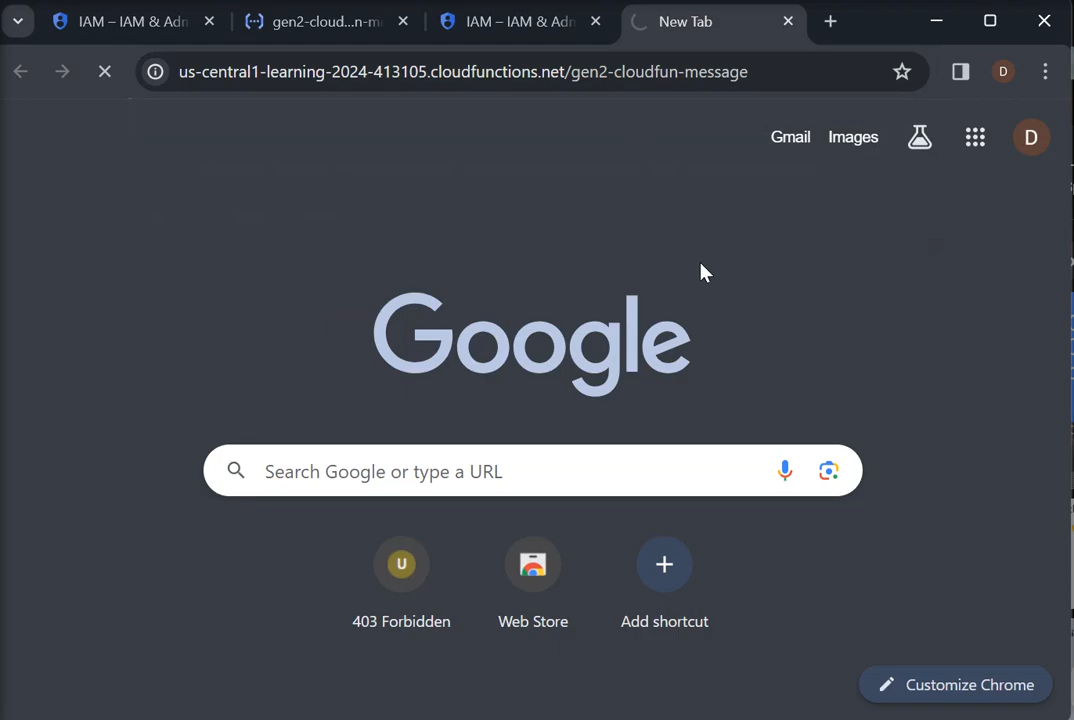 IAM – IAM & Adn
gen2-cloud...n-m
IAM – IAM & Ad
New Tab
us-central1-learning-2024-413105.cloudfunctions.net/gen2-cloudfun-message
D
Gmail
Images
D
Google
Search Google or type a URL
U
403 Forbidden
Web Store
Add shortcut
Customize Chrome